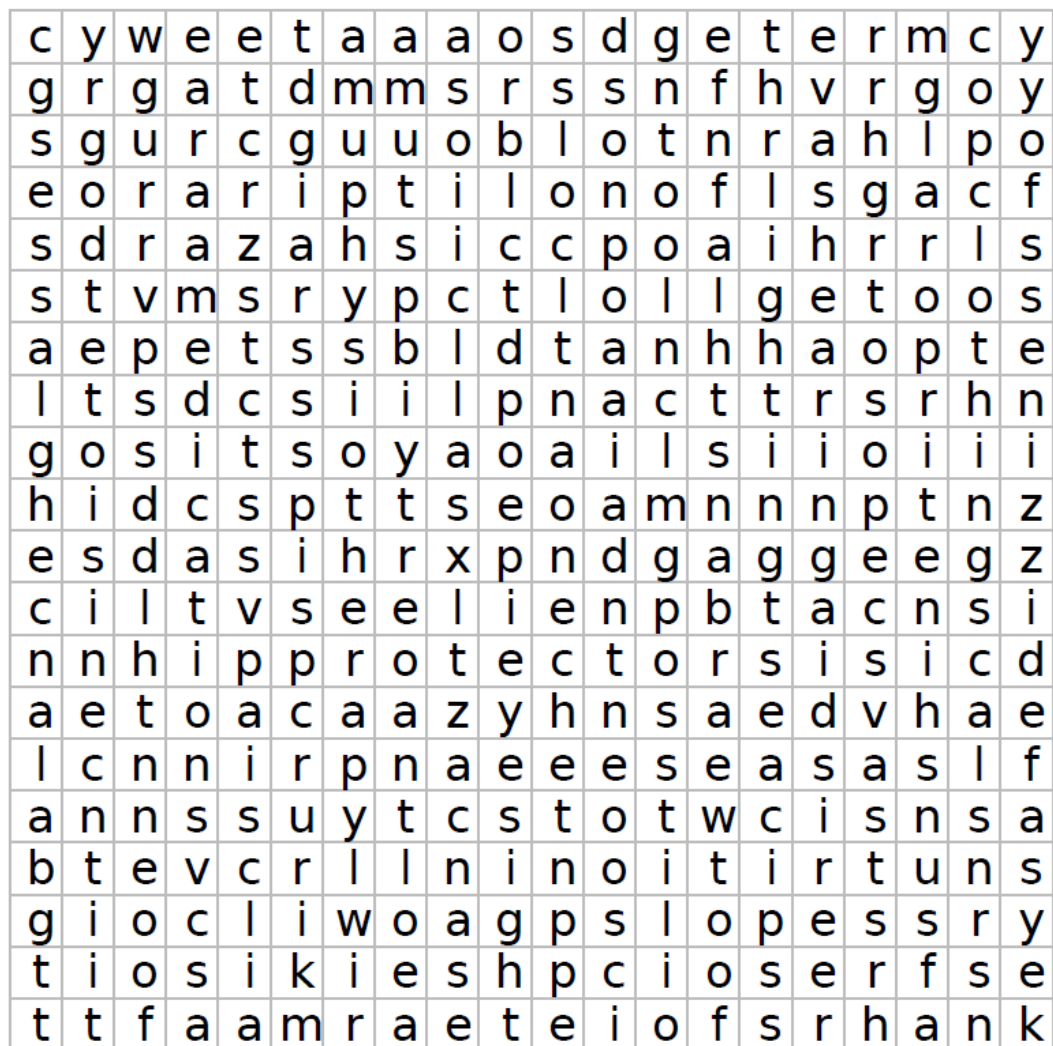 c y w e e t a a a o s d g e t e r m c y
g r g a t d m m s r s s n f h v r g o y
s g u r c g u u o b l o t n r a h l p o
e o r a r i p t i l o n o f l s g a c f
s d r a z a h s i c c p o a i h r r l s
s t v m s r y p c t l o l l g e t o o s
a e p e t s s b l d t a n h h a o p t e
l t s d c s i i l p n a c t t r s r h n
g o s i t s o y a o a i l s i i o i i i
h i d c s p t t s e o a m n n n p t n z
e s d a s i h r x p n d g a g g e e g z
c i l t v s e e l i e n p b t a c n s i
n n h i p p r o t e c t o r s i s i c d
a e t o a c a a z y h n s a e d v h a e
l c n n i r p n a e e e s e a s a s l f
a n n s s u y t c s t o t w c i s n s a
b t e v c r l l n i n o i t i r t u n s
g i o c l i w o a g p s l o p e s s r y
t i o s i k i e s h p c i o s e r f s e
t t f a a m r a e t e i o f s r h a n k